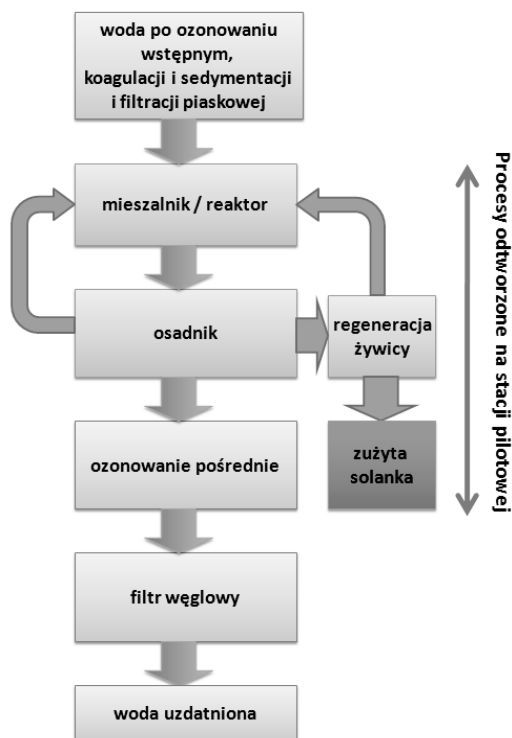 woda po ozonowaniu
wstępnym,
koagulacji i sedymentacji
i filtracji piaskowej
mieszalnik / reaktor
osadnik
regeneracja
żywicy
ozonowanie pośrednie
zużyta
solanka
filtr węglowy
woda uzdatniona
Procesy odtworzone na stacji pilotowej